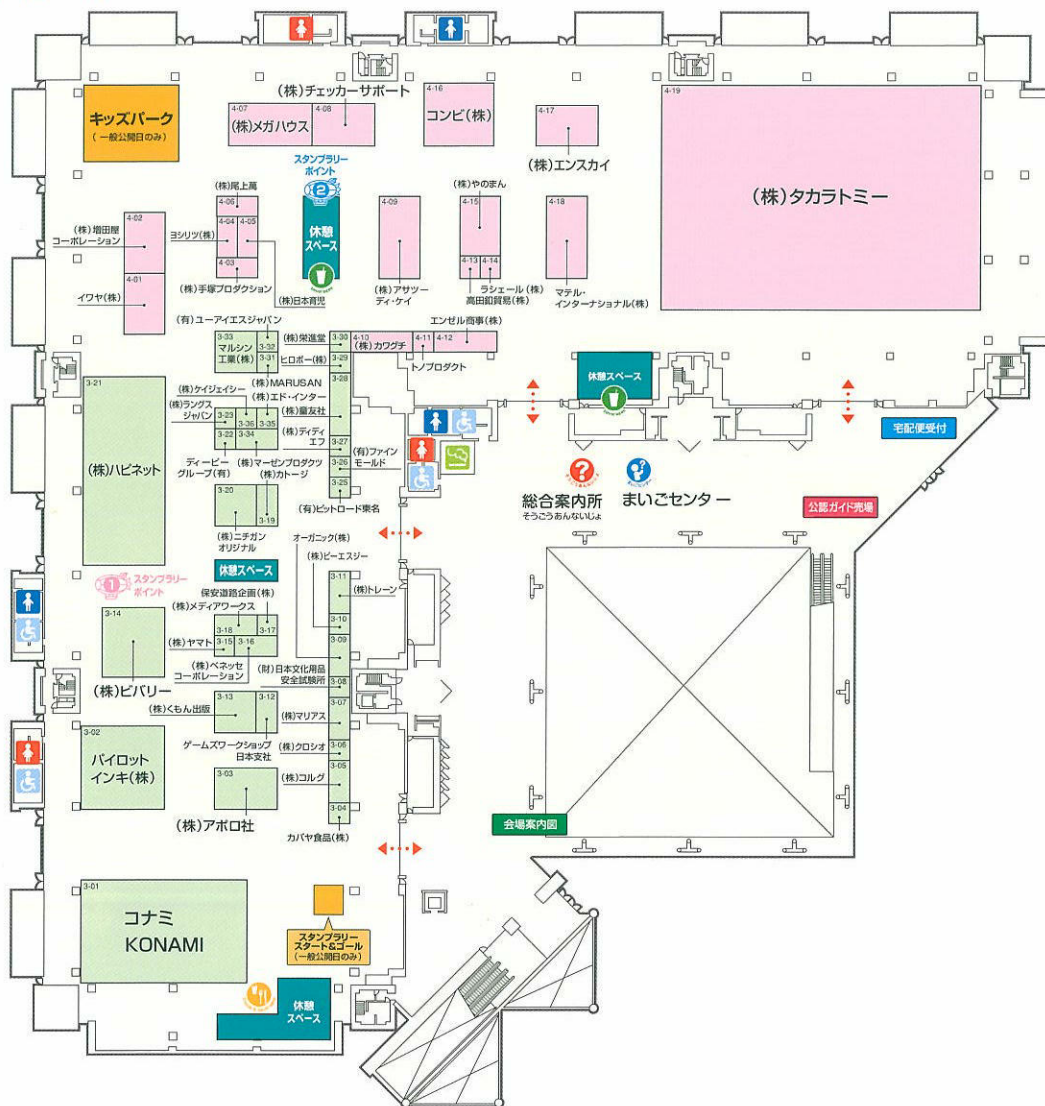 4-07
(株)メガハウス
(株)チェッカーサポート
4-08
4-16
コンビ(株)
4-17
(株)エンスカイ
4-19
(株)タカラトミー
キッズパーク
(一般公開日のみ)
スタンプラリー
ポイント
2
休憩
スペース
(株)尾上萬
4-06
4-04
4-05
4-03
ヨシリツ(株)
(株)手塚プロダクション
(株)日本育児
4-02
(株)増田屋
コーポレーション
4-01
イワヤ(株)
4-09
(株)アサツー
ディ・ケイ
(株)やのまん
4-15
4-13
4-14
ラシェール(株)
高田釦貿易(株)
4-18
マテル・
インターナショナル(株)
(有)ユーアイエスジャパン
3-33
マルシン
工業(株)
3-32
3-31
(株)MARUSAN
(株)栄進堂
3-30
ヒロボー(株)
3-29
3-28
4-10
(株)カワグチ
4-11
4-12
エンゼル商事(株)
トノプロダクト
休憩スペース
3-21
(株)ハピネット
(株)ケイジェイシー
(株)エド・インター
(株)ラングス
ジャパン
3-23
3-36
3-35
(株)童友社
3-22
3-34
(株)ディディ
エフ
3-27
ディーピー
グループ(有)
(株)マーゼンプロダクツ
(株)カトージ
3-26
(有)ファイン
モールド
3-25
(有)ピットロード東名
3-20
3-19
(株)ニチガン
オリジナル
宅配便受付
総合案内所
そうごうあんないじょ
まいごセンター
公認ガイド売場
休憩スペース
オーガニック(株)
(株)ビーエスジー
3-11
(株)トレーン
1
スタンプラリー
ポイント
保安道路企画(株)
(株)メディアワークス
3-18
3-17
3-10
3-14
(株)ビバリー
(株)ヤマト
3-15
3-16
3-09
(株)ベネッセ
コーポレーション
(財)日本文化用品
安全試験所
3-08
(株)くもん出版
3-13
3-12
ゲームズワークショップ
日本支社
3-07
(株)マリアス
3-02
パイロット
インキ(株)
3-06
(株)クロシオ
3-05
(株)コルグ
3-03
(株)アポロ社
3-04
カバヤ食品(株)
会場案内図
3-01
コナミ
KONAMI
スタンプラリー
スタート&ゴール
(一般公開日のみ)
休憩
スペース